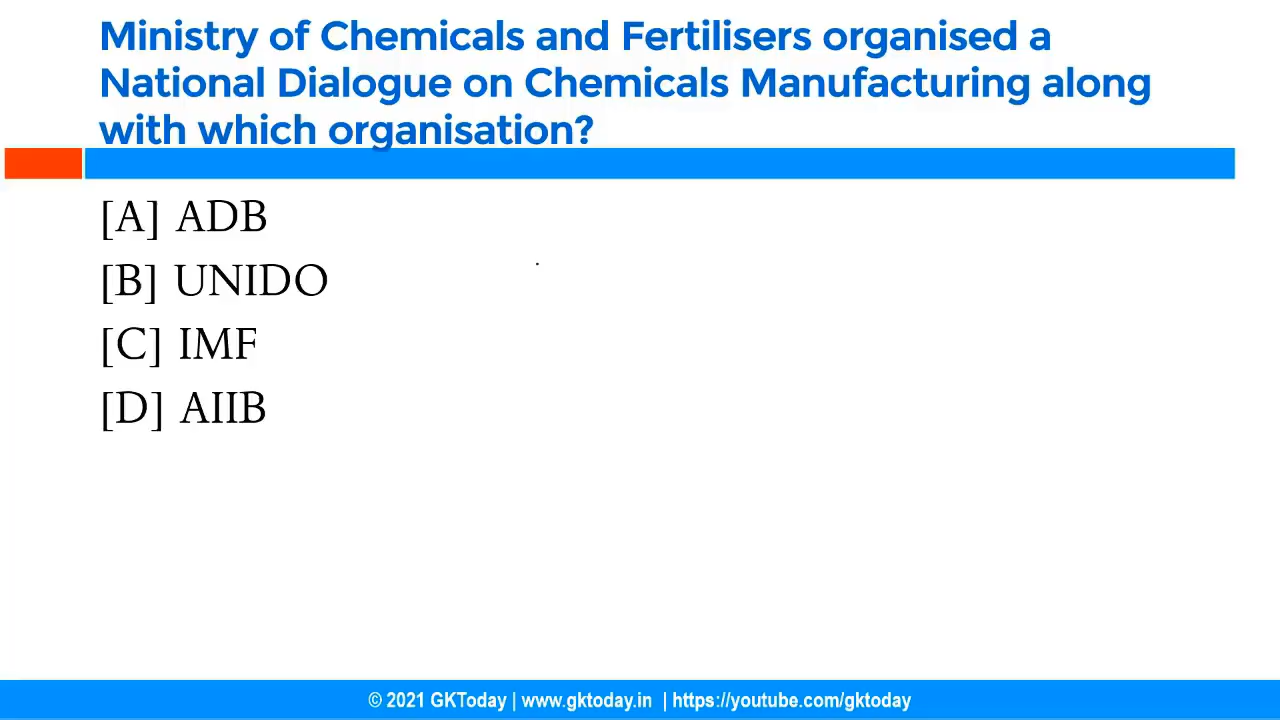 Ministry of Chemicals and Fertilisers organised a
National Dialogue on Chemicals Manufacturing along
with which organisation?
[A] ADB
[B] UNIDO
[C] IMF
[D] AIIB
© 2021 GKToday | www.gktoday.in | https://youtube.com/gktoday